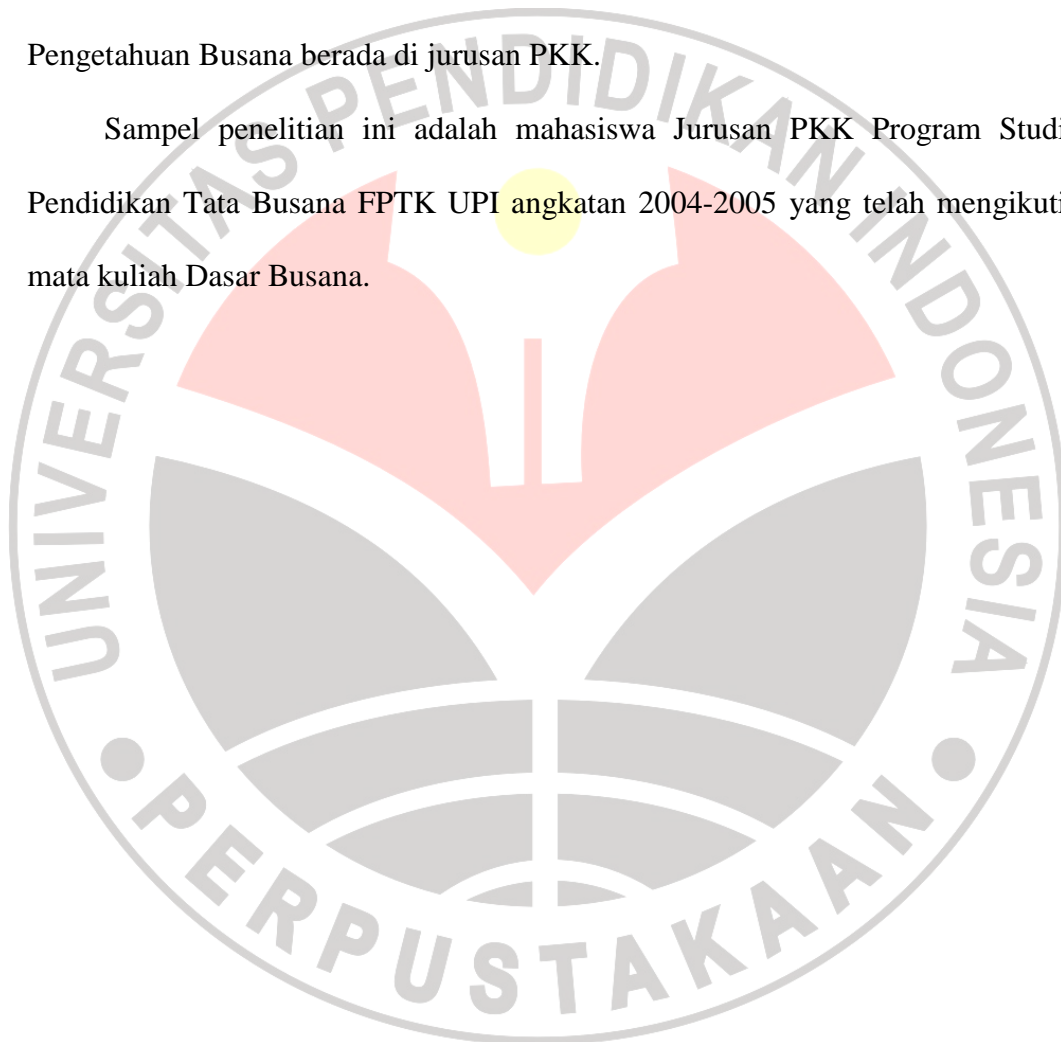 Pengetahuan Busana berada di jurusan PKK.
Sampel penelitian ini adalah mahasiswa Jurusan PKK Program Studi
Pendidikan Tata Busana FPTK UPI angkatan 2004-2005 yang telah mengikuti
mata kuliah Dasar Busana.
UNIVERSITAS PENDIDIKAN INDONESIA
PERPUSTAKAAN